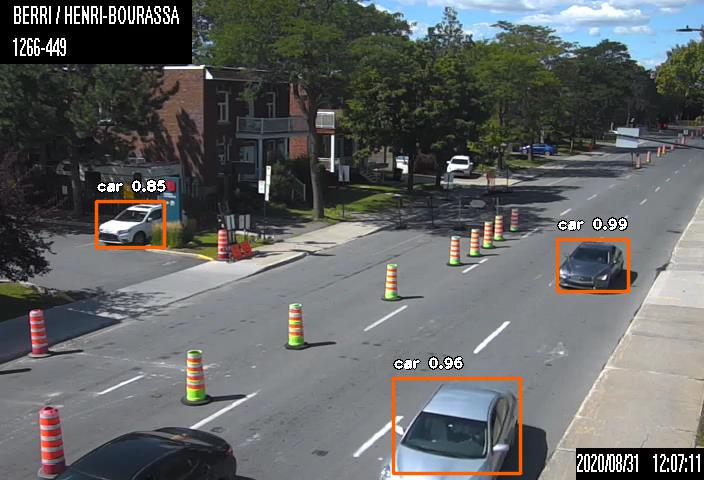 BERRI / HENRI-BOURASSA
1266-449
car 0.85
car 0.99
car 0.96
2020/08/31 12:07:11